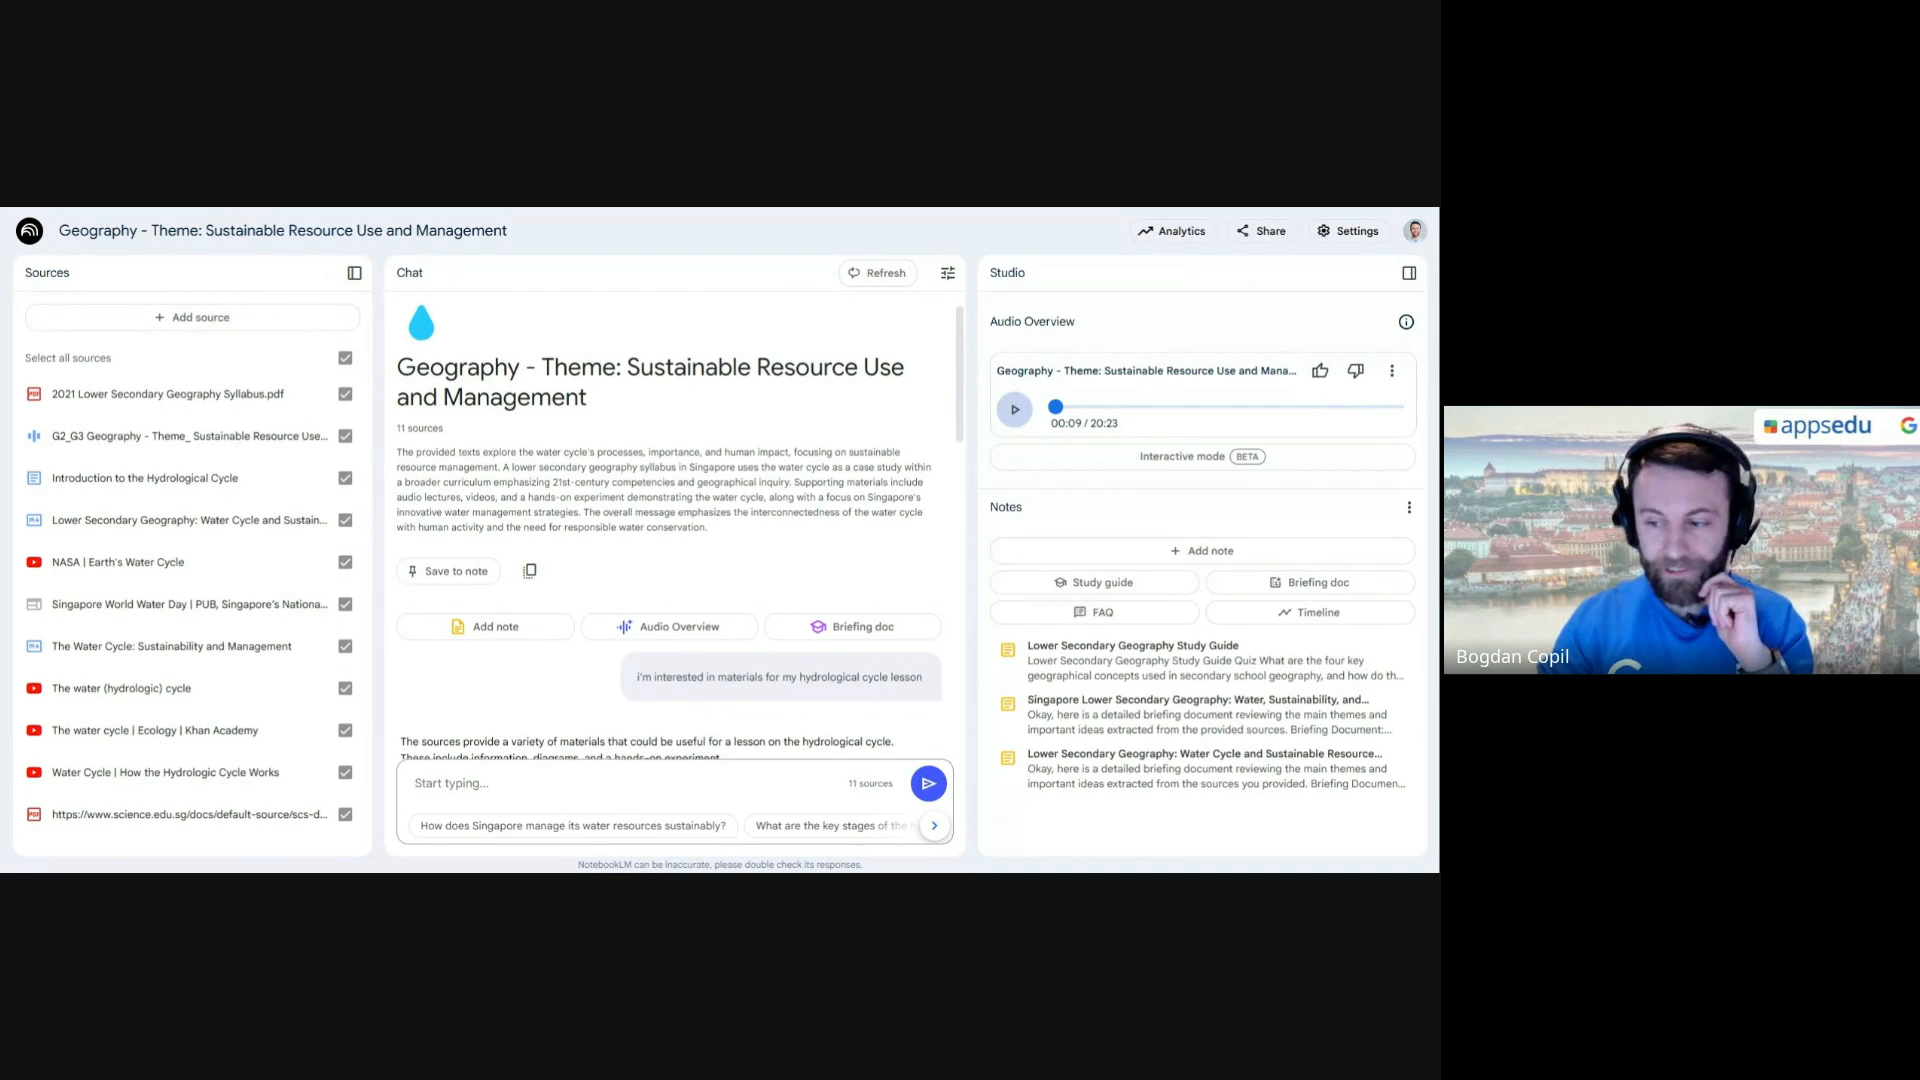 Geography - Theme: Sustainable Resource Use and Management
Analytics
Share
Settings
Sources
Add source
Select all sources
2021 Lower Secondary Geography Syllabus.pdf
G2_G3 Geography - Theme_ Sustainable Resource Use...
Introduction to the Hydrological Cycle
Lower Secondary Geography: Water Cycle and Sustain...
NASA | Earth's Water Cycle
Singapore World Water Day | PUB, Singapore's Nationa...
The Water Cycle: Sustainability and Management
The water (hydrologic) cycle
The water cycle | Ecology | Khan Academy
Water Cycle | How the Hydrologic Cycle Works
https://www.science.edu.sg/docs/default-source/scs-d...
Chat
Refresh
Geography - Theme: Sustainable Resource Use
and Management
11 sources
The provided texts explore the water cycle's processes, importance, and human impact, focusing on sustainable
resource management. A lower secondary geography syllabus in Singapore uses the water cycle as a case study within
a broader curriculum emphasizing 21st-century competencies and geographical inquiry. Supporting materials include
audio lectures, videos, and a hands-on experiment demonstrating the water cycle, along with a focus on Singapore's
innovative water management strategies. The overall message emphasizes the interconnectedness of the water cycle
with human activity and the need for responsible water conservation.
Save to note
Add note
Audio Overview
Briefing doc
i'm interested in materials for my hydrological cycle lesson
The sources provide a variety of materials that could be useful for a lesson on the hydrological cycle.
These include information, diagrams, and a hands-on experiment.
Start typing...
11 sources
How does Singapore manage its water resources sustainably?
What are the key stages of the
NotebookLM can be inaccurate, please double check its responses.
Studio
Audio Overview
Geography - Theme: Sustainable Resource Use and Mana...
00:09 / 20:23
Interactive mode BETA
Notes
Add note
Study guide
Briefing doc
FAQ
Timeline
Lower Secondary Geography Study Guide
Lower Secondary Geography Study Guide Quiz What are the four key
geographical concepts used in secondary school geography, and how do th...
Singapore Lower Secondary Geography: Water, Sustainability, and...
Okay, here is a detailed briefing document reviewing the main themes and
important ideas extracted from the provided sources. Briefing Document:...
Lower Secondary Geography: Water Cycle and Sustainable Resource...
Okay, here is a detailed briefing document reviewing the main themes and
important ideas extracted from the sources you provided. Briefing Documen...
appsedu G
Bogdan Copil